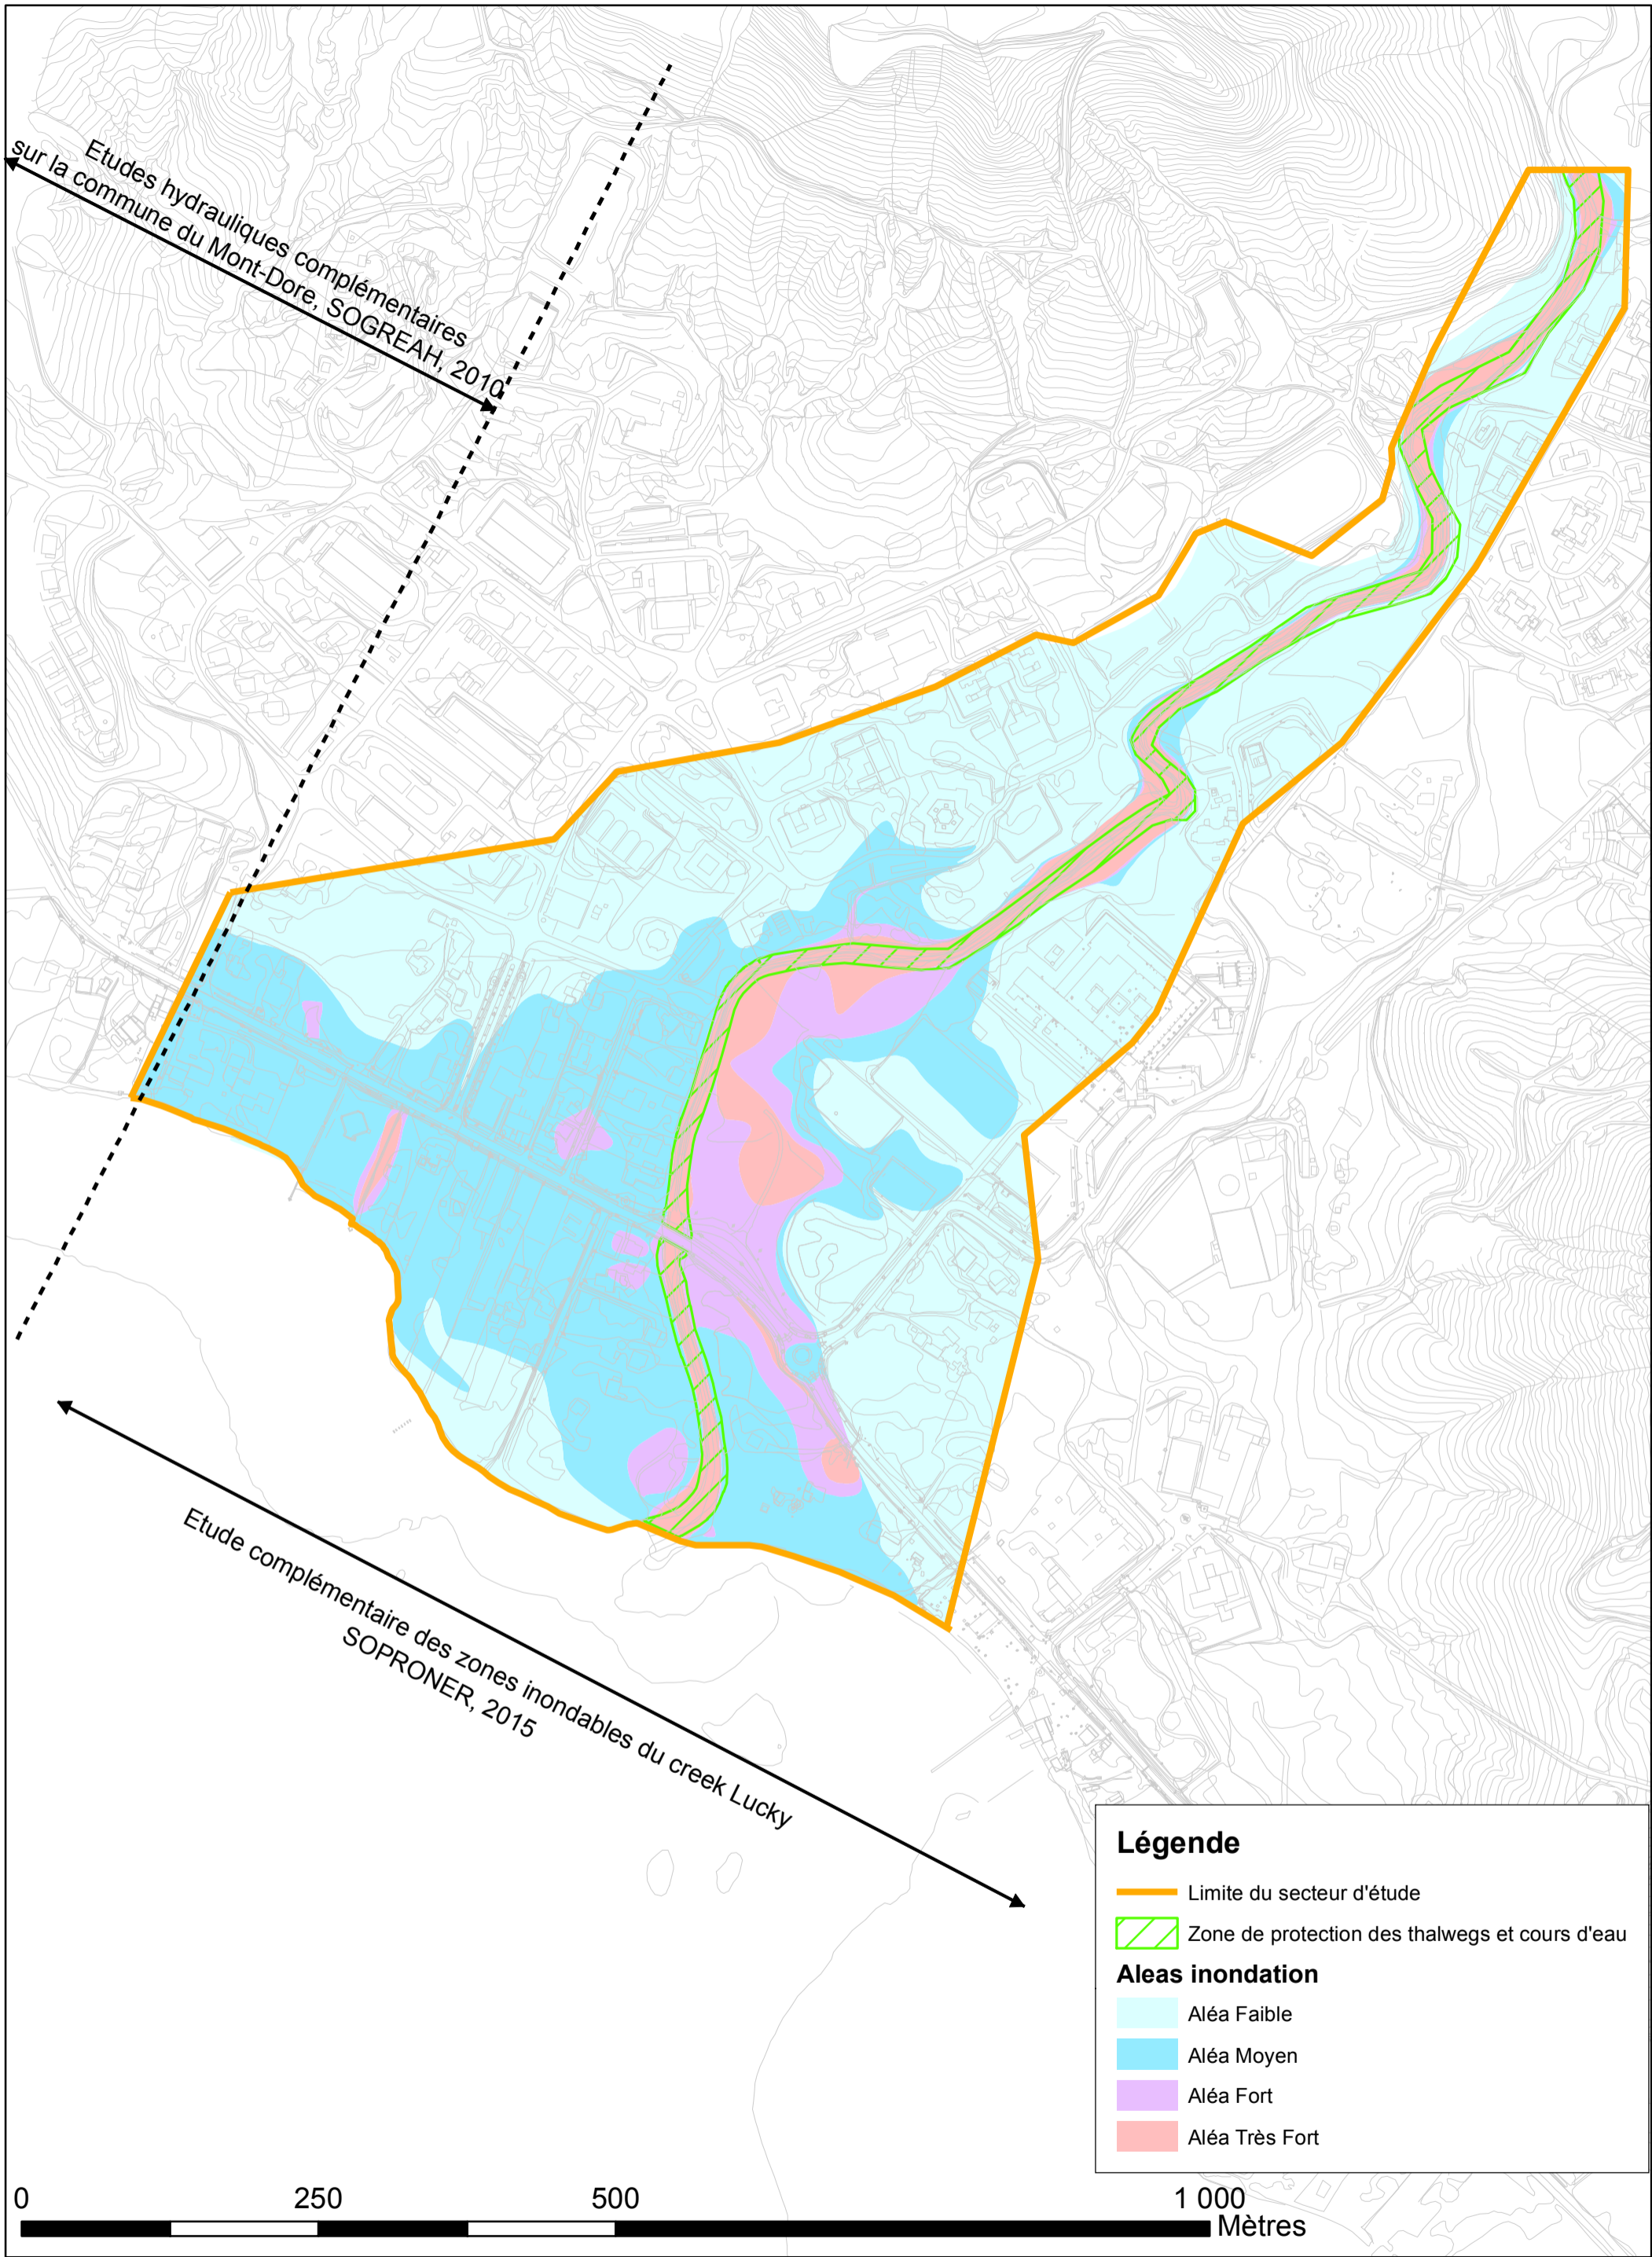 Etudes hydrauliques complémentaires
sur la commune du Mont-Dore, SOGREAH, 2010
Etude complémentaire des zones inondables du creek Lucky
SOPRONER, 2015
Légende
Limite du secteur d'étude
Zone de protection des thalwegs et cours d'eau
Aleas inondation
Aléa Faible
Aléa Moyen
Aléa Fort
Aléa Très Fort
0 250 500 1 000
Mètres